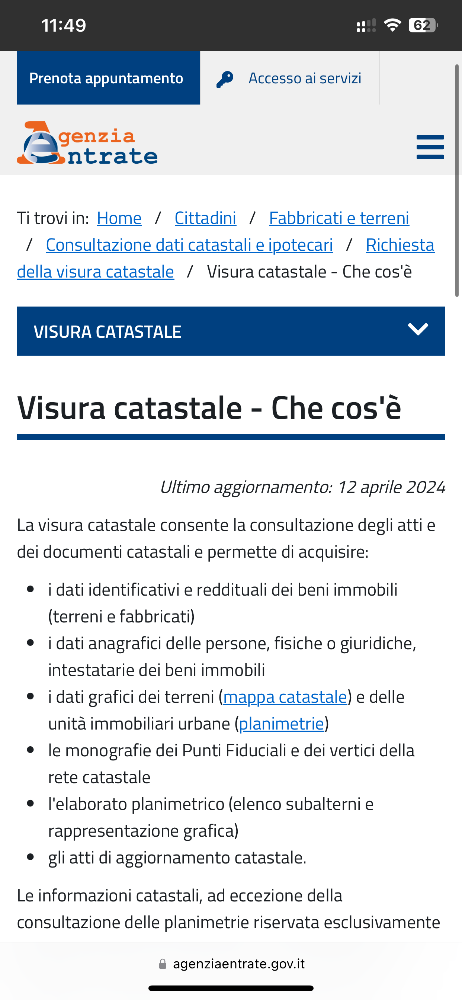 11:49
62
Prenota appuntamento
Accesso ai servizi
Agenzia
entrate
Ti trovi in: Home / Cittadini / Fabbricati e terreni
/ Consultazione dati catastali e ipotecari / Richiesta
della visura catastale / Visura catastale - Che cos'è
VISURA CATASTALE
Visura catastale - Che cos'è
Ultimo aggiornamento: 12 aprile 2024
La visura catastale consente la consultazione degli atti e
dei documenti catastali e permette di acquisire:
• i dati identificativi e reddituali dei beni immobili
(terreni e fabbricati)
• i dati anagrafici delle persone, fisiche o giuridiche,
intestatarie dei beni immobili
• i dati grafici dei terreni (mappa catastale) e delle
unità immobiliari urbane (planimetrie)
• le monografie dei Punti Fiduciali e dei vertici della
rete catastale
• l'elaborato planimetrico (elenco subalterni e
rappresentazione grafica)
• gli atti di aggiornamento catastale.
Le informazioni catastali, ad eccezione della
consultazione delle planimetrie riservata esclusivamente
agenziaentrate.gov.it